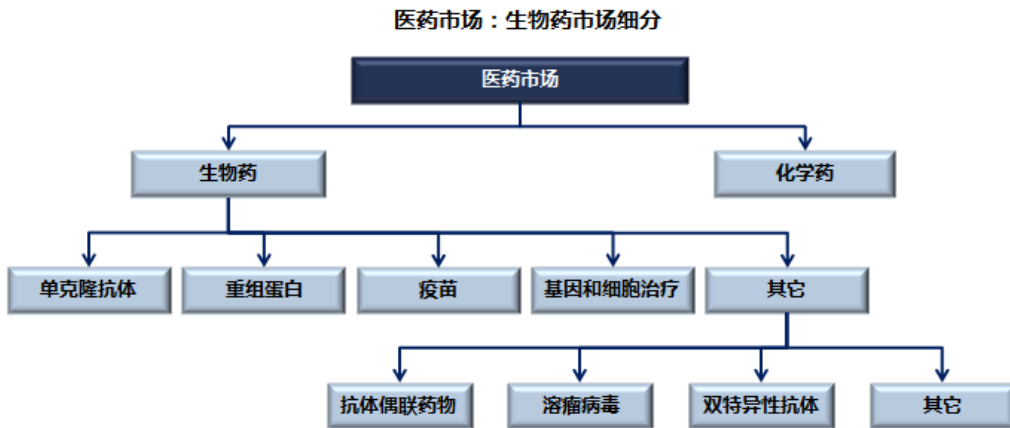 医药市场：生物药市场细分
医药市场
生物药
化学药
单克隆抗体
重组蛋白
疫苗
基因和细胞治疗
其它
抗体偶联药物
溶瘤病毒
双特异性抗体
其它